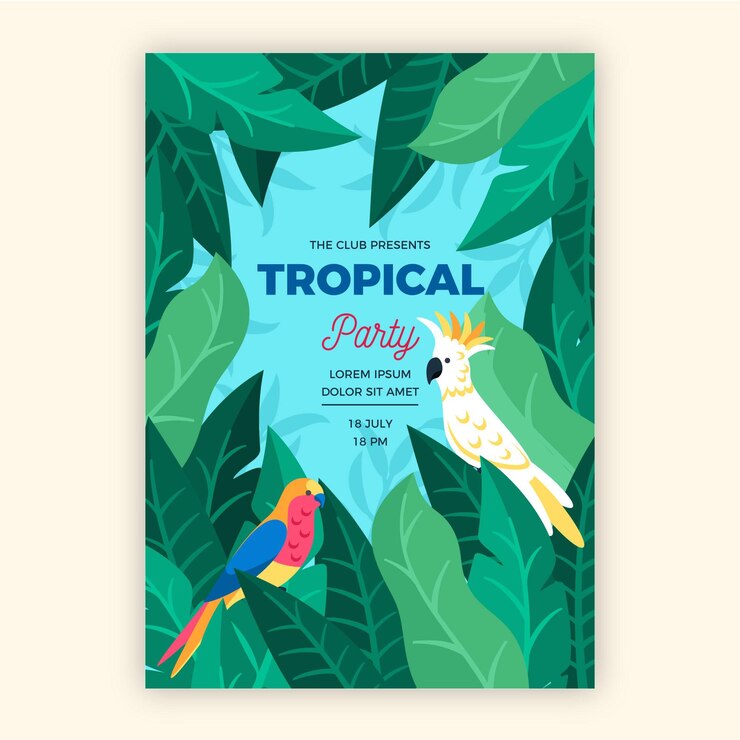 THE CLUB PRESENTS
TROPICAL
Party
LOREM IPSUM
DOLOR SIT AMET
18 JULY
18 PM